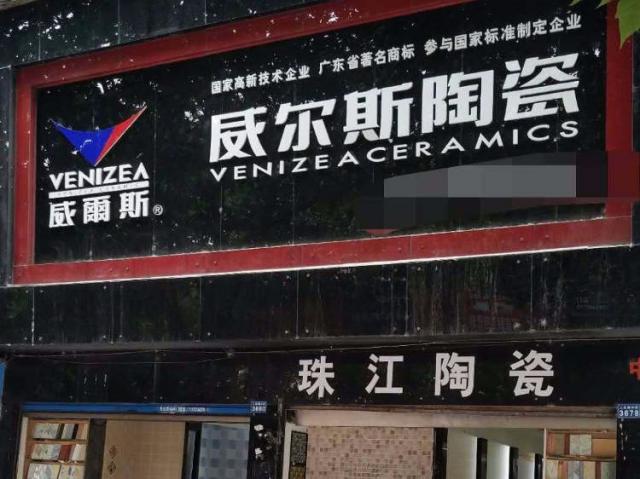 国家高新技术企业 广东省著名商标 参与国家标准制定企业
威尔斯陶瓷
VENIZEACERAMICS
VENIZEA
威爾斯®
珠江陶瓷
3678